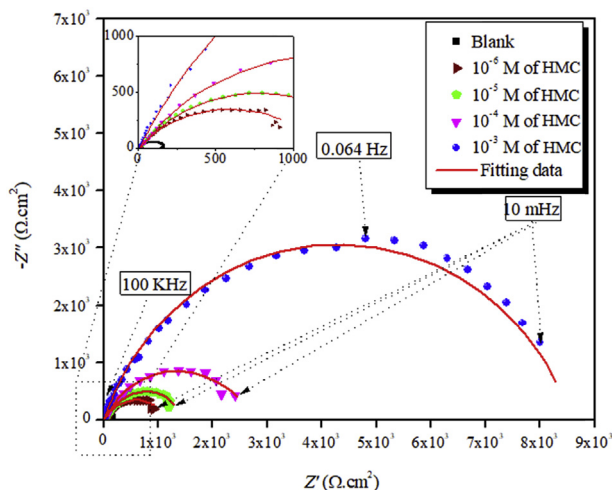 7x10³
6x10³
5x10³
4x10³
3x10³
2x10³
1x10³
0
-Z'' (Ω.cm²)
1000
500
0
0 500 1000
Blank
10⁻⁶ M of HMC
10⁻⁵ M of HMC
10⁻⁴ M of HMC
10⁻³ M of HMC
Fitting data
0.064 Hz
10 mHz
100 KHz
0 1x10³ 2x10³ 3x10³ 4x10³ 5x10³ 6x10³ 7x10³ 8x10³ 9x10³
Z' (Ω.cm²)